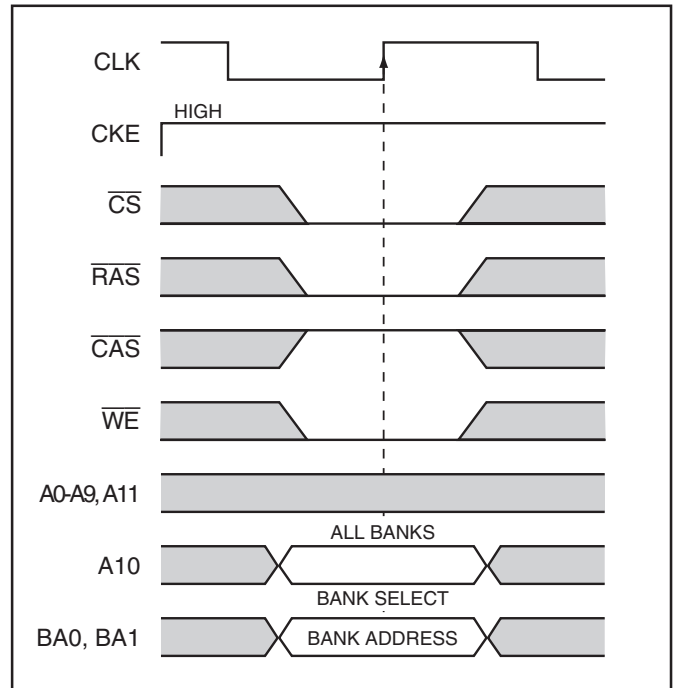 CLK
HIGH
CKE
CS
RAS
CAS
WE
A0-A9, A11
ALL BANKS
A10
BANK SELECT
BA0, BA1
BANK ADDRESS